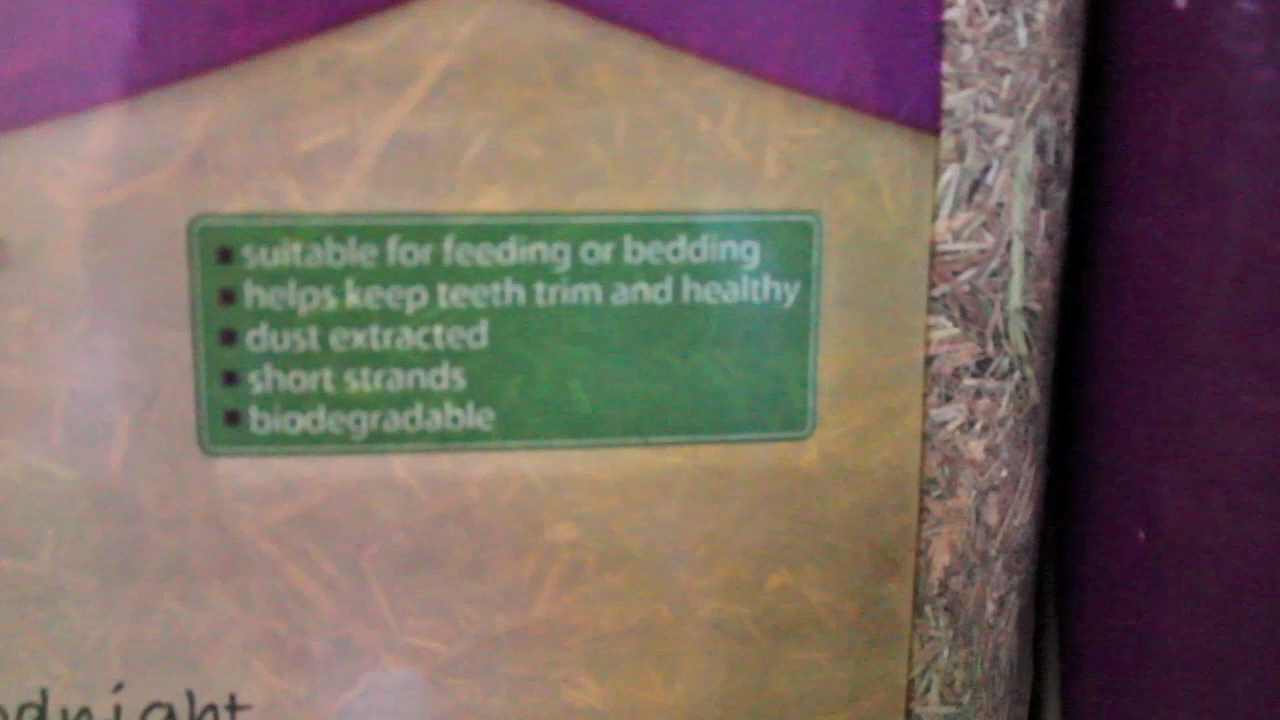 ▪ suitable for feeding or bedding
▪ helps keep teeth trim and healthy
▪ dust extracted
▪ short strands
▪ biodegradable